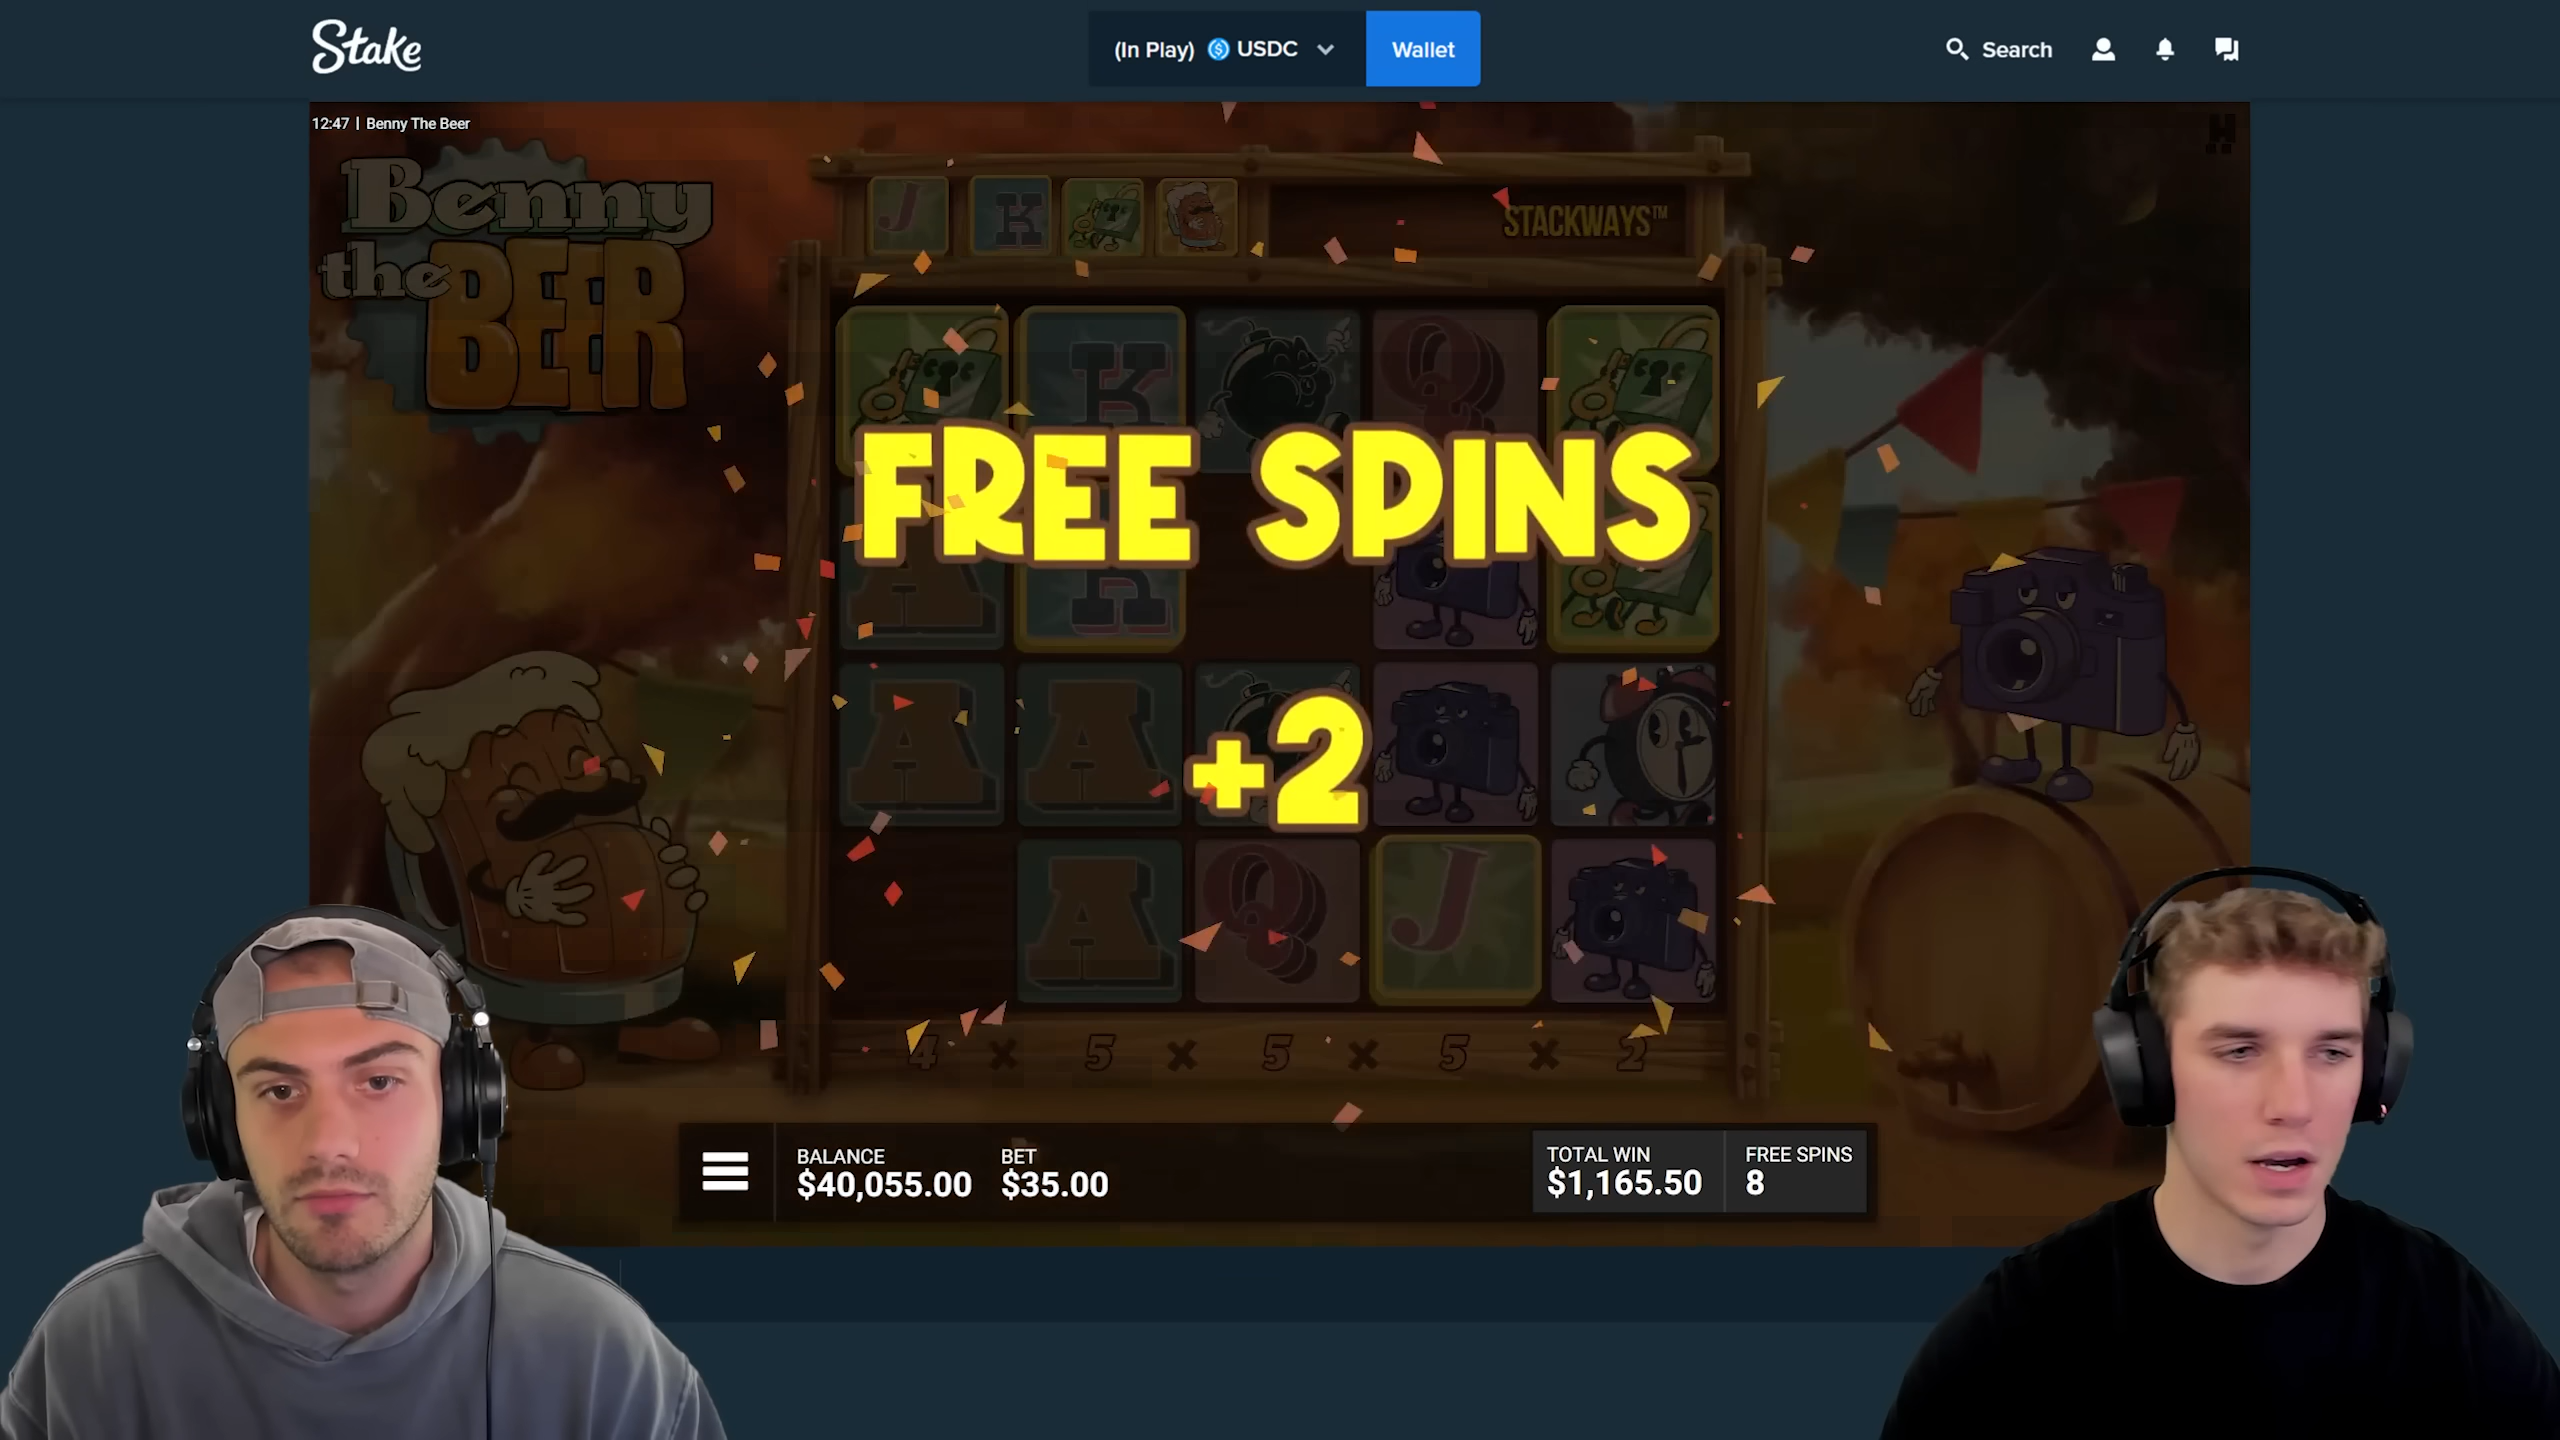 Stake
(In Play) USDC
Wallet
Search
12:47 | Benny The Beer
Benny
the BEER
J K
STACKWAYS™
K Q
FREE SPINS
A K
A A
+2
A Q J
4 x 5 x 5 x 5 x 2
BALANCE
$40,055.00
BET
$35.00
TOTAL WIN
$1,165.50
FREE SPINS
8